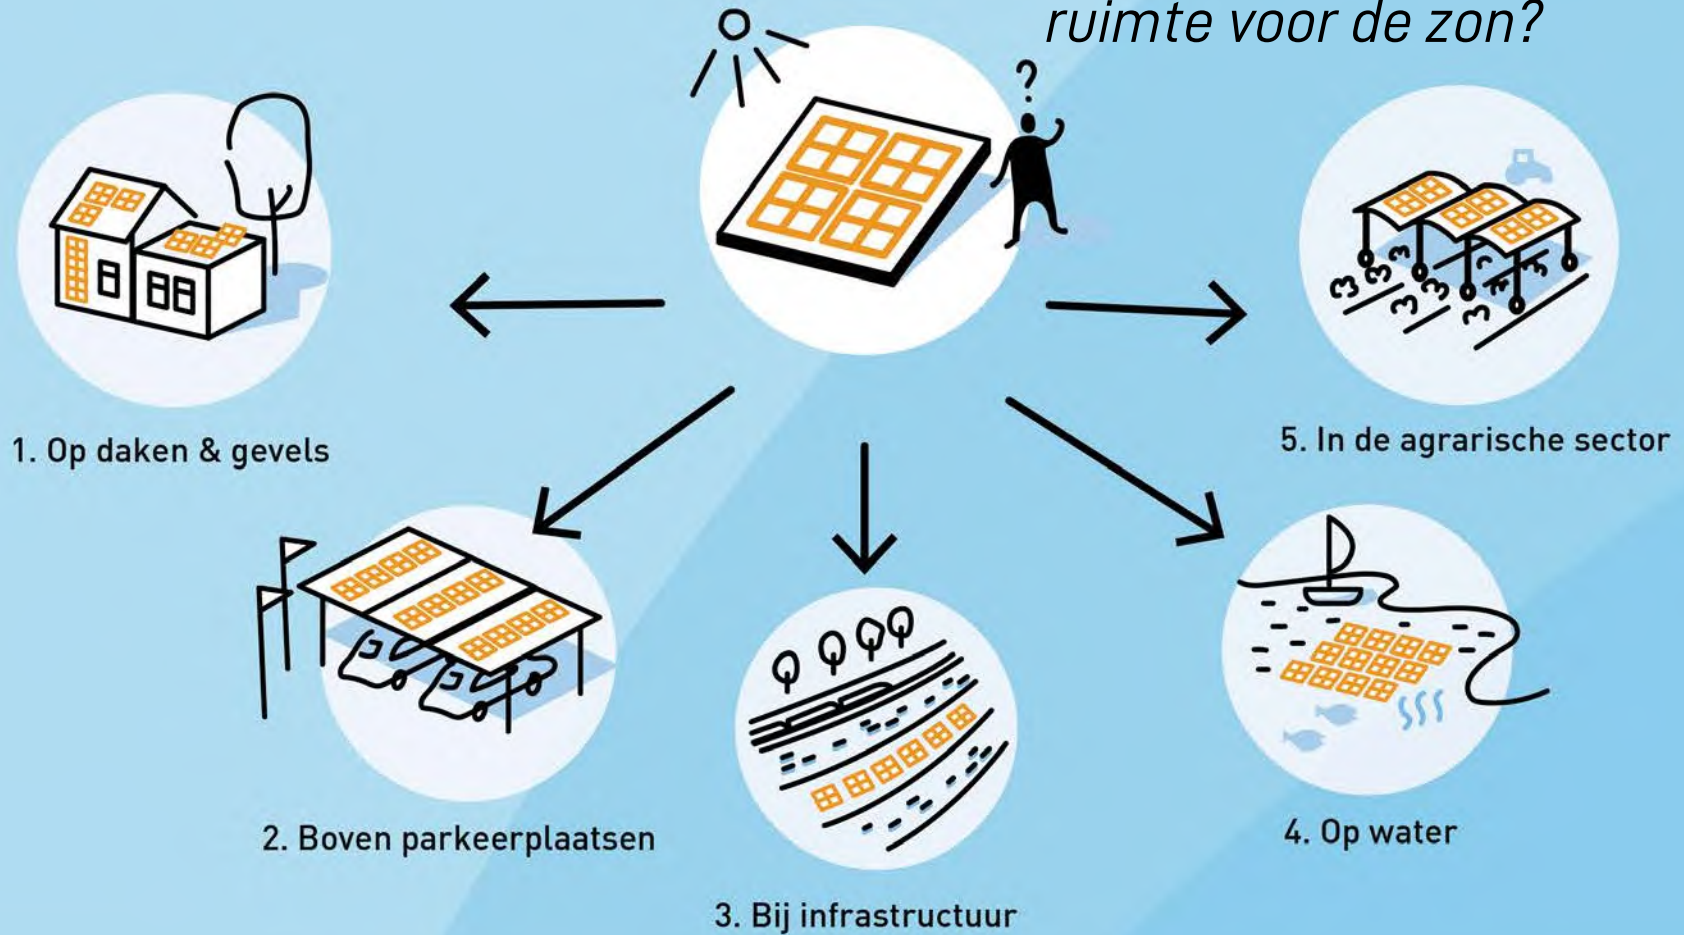 ruimte voor de zon?
?
1. Op daken & gevels
5. In de agrarische sector
2. Boven parkeerplaatsen
4. Op water
3. Bij infrastructuur